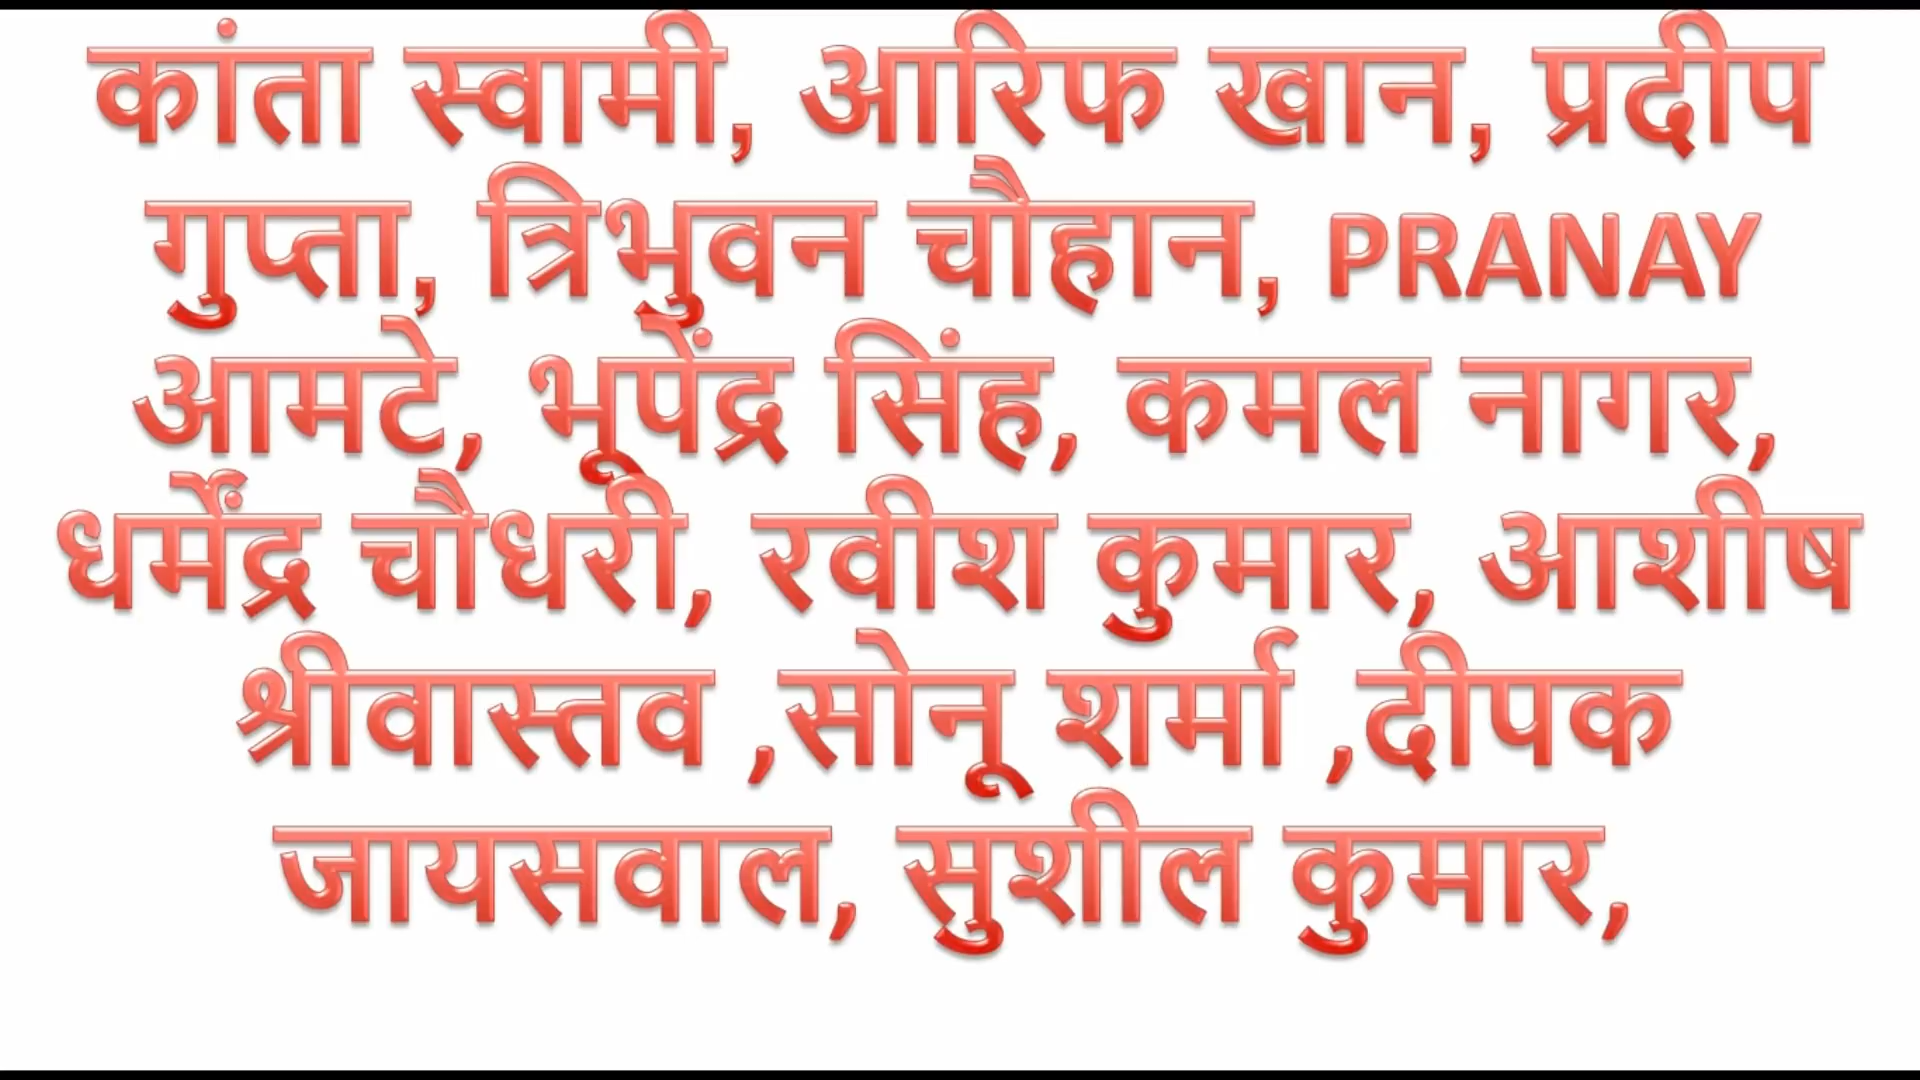 कांता स्वामी, आरिफ खान, प्रदीप
गुप्ता, त्रिभुवन चौहान, PRANAY
आमटे, भूपेंद्र सिंह, कमल नागर,
धर्मेंद्र चौधरी, रवीश कुमार, आशीष
श्रीवास्तव ,सोनू शर्मा ,दीपक
जायसवाल, सुशील कुमार,